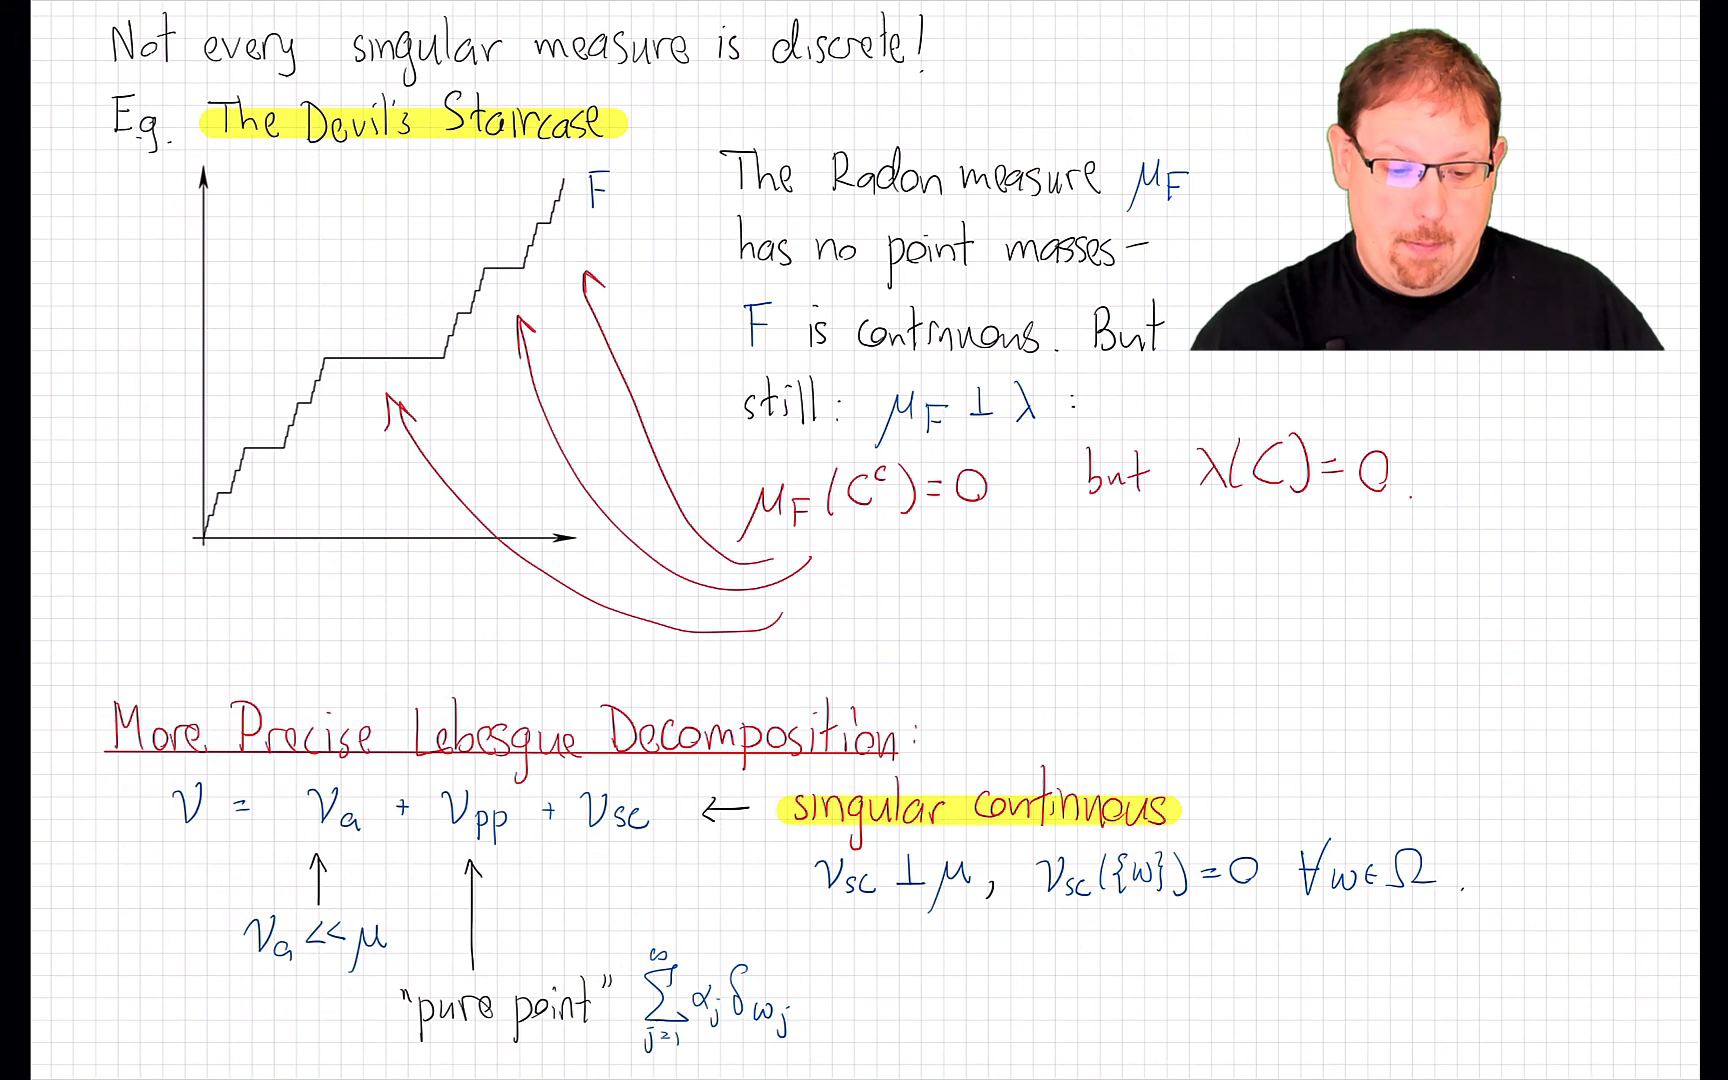 Not every singular measure is discrete!
E.g. The Devil's Staircase
F
The Radon measure μ_F
has no point masses –
F is continuous. But
still: μ_F ⊥ λ :
μ_F(C^c) = 0 but λ(C) = 0.
More Precise Lebesgue Decomposition:
ν = ν_a + ν_pp + ν_sc ← singular continuous
ν_sc ⊥ μ, ν_sc({ω}) = 0 ∀ω∈Ω.
ν_a << μ
"pure point" ∑_{j=1}^∞ α_j δ_{ω_j}